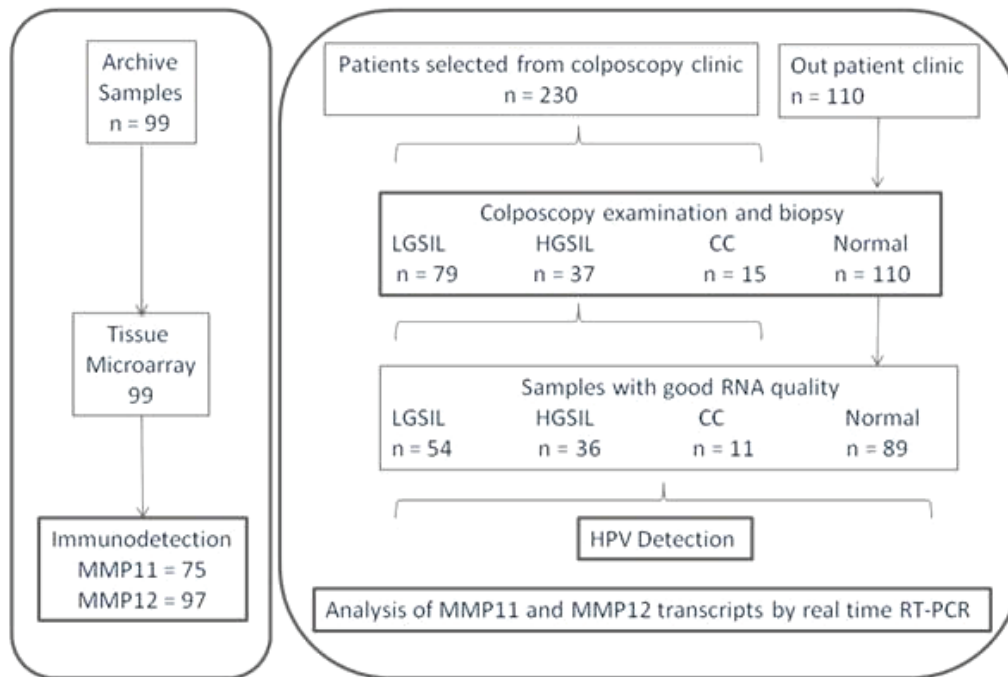 Archive
Samples
n = 99
Tissue
Microarray
99
Immunodetection
MMP11 = 75
MMP12 = 97
Patients selected from colposcopy clinic
n = 230
Out patient clinic
n = 110
Colposcopy examination and biopsy
LGSIL HGSIL CC Normal
n = 79 n = 37 n = 15 n = 110
Samples with good RNA quality
LGSIL HGSIL CC Normal
n = 54 n = 36 n = 11 n = 89
HPV Detection
Analysis of MMP11 and MMP12 transcripts by real time RT-PCR